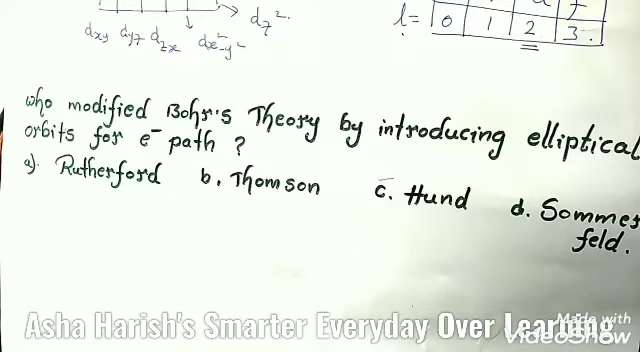 dz².
dxy dyz dzx dx²-y²
l= 0 1 2 3.
who modified Bohr's Theory by introducing elliptical
orbits for e⁻ path ?
a). Rutherford b. Thomson c. Hund d. Sommer
feld.
Asha Harish's Smarter Everyday Over Learning
Made with
VideoShow